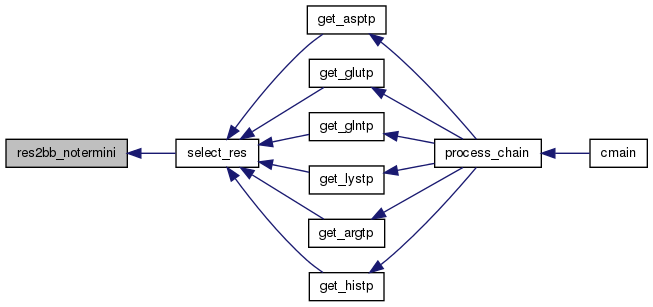 get_asptp
get_glutp
get_glntp
res2bb_notermini
select_res
process_chain
cmain
get_lystp
get_argtp
get_histp